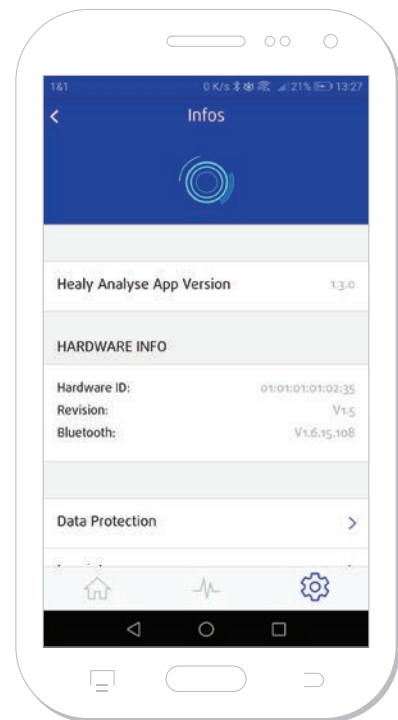 1&1 0 K/s 21% 13:27
Infos
Healy Analyse App Version 1.3.0
HARDWARE INFO
Hardware ID: 01:01:01:01:02:35
Revision: V1.5
Bluetooth: V1.6.15.108
Data Protection